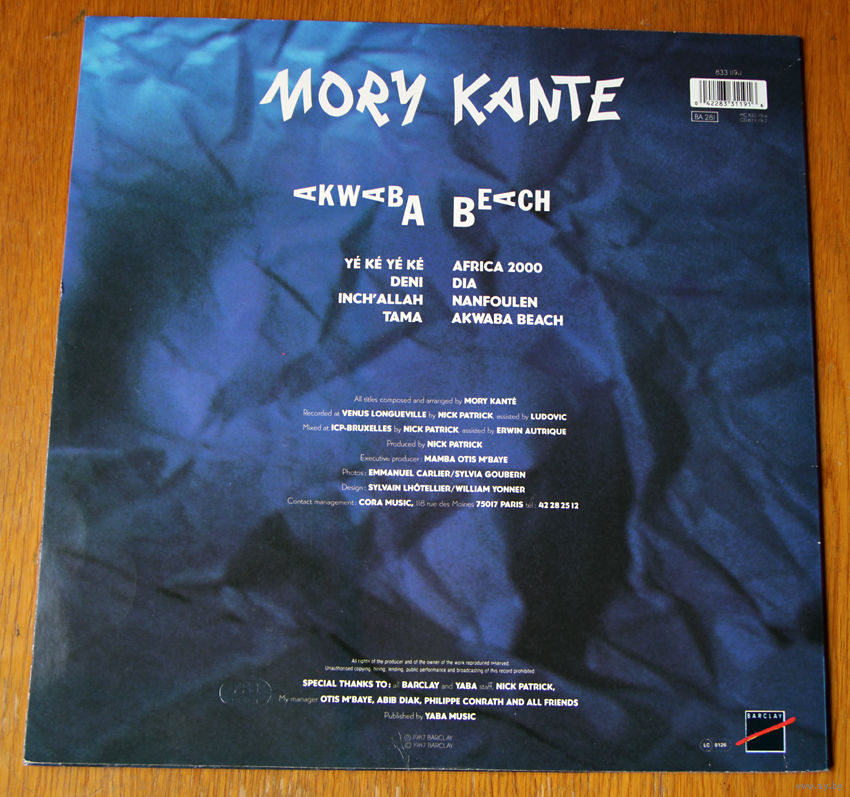 833 119-1
MORY KANTE
0 42283 31191 4
BA 281
AKWABA BEACH
YÉ KÉ YÉ KÉ
DENI
INCH'ALLAH
TAMA
AFRICA 2000
DIA
NANFOULEN
AKWABA BEACH
All titles composed and arranged by MORY KANTÉ
Recorded at VENUS LONGUEVILLE by NICK PATRICK, assisted by LUDOVIC
Mixed at ICP-BRUXELLES by NICK PATRICK, assisted by ERWIN AUTRIQUE
Produced by NICK PATRICK
Executive producer: MAMBA OTIS M'BAYE
Photos: EMMANUEL CARLIER/SYLVIA GOUBERN
Design: SYLVAIN LHÔTELLIER/WILLIAM YONNER
Contact management: CORA MUSIC, 118 rue des Moines 75017 PARIS tél.: 42 28 25 12
All rights of the producer and of the owner of the work reproduced reserved.
Unauthorised copying, hiring, lending, public performance and broadcasting of this record prohibited.
SPECIAL THANKS TO: all BARCLAY and YABA staff, NICK PATRICK,
My manager OTIS M'BAYE, ABIB DIAK, PHILIPPE CONRATH AND ALL FRIENDS
Published by YABA MUSIC
℗ 1987 BARCLAY
© 1987 BARCLAY
LC 0126
BARCLAY